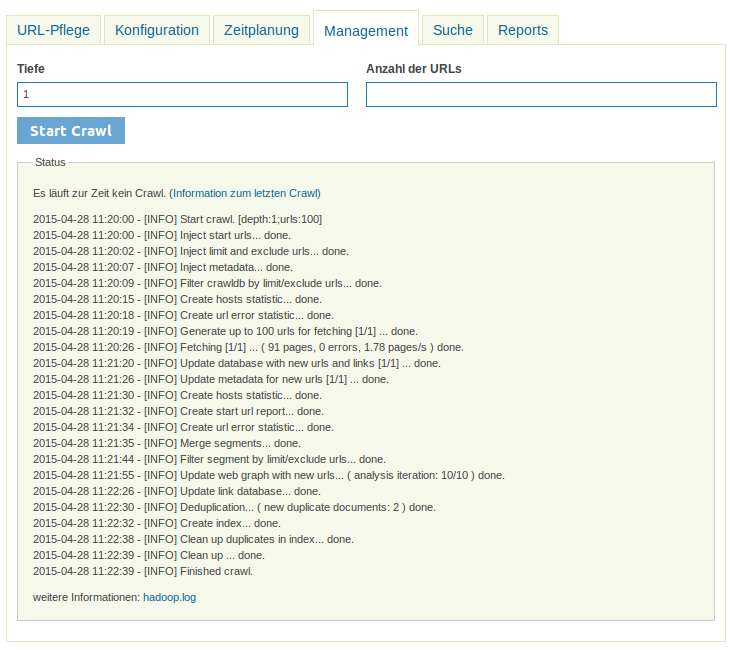 URL-Pflege Konfiguration Zeitplanung Management Suche Reports
Tiefe Anzahl der URLs
1
Start Crawl
Status
Es läuft zur Zeit kein Crawl. (Information zum letzten Crawl)
2015-04-28 11:20:00 - [INFO] Start crawl. [depth:1;urls:100]
2015-04-28 11:20:00 - [INFO] Inject start urls... done.
2015-04-28 11:20:02 - [INFO] Inject limit and exclude urls... done.
2015-04-28 11:20:07 - [INFO] Inject metadata... done.
2015-04-28 11:20:09 - [INFO] Filter crawldb by limit/exclude urls... done.
2015-04-28 11:20:15 - [INFO] Create hosts statistic... done.
2015-04-28 11:20:18 - [INFO] Create url error statistic... done.
2015-04-28 11:20:19 - [INFO] Generate up to 100 urls for fetching [1/1] ... done.
2015-04-28 11:20:26 - [INFO] Fetching [1/1] ... ( 91 pages, 0 errors, 1.78 pages/s ) done.
2015-04-28 11:21:20 - [INFO] Update database with new urls and links [1/1] ... done.
2015-04-28 11:21:26 - [INFO] Update metadata for new urls [1/1] ... done.
2015-04-28 11:21:30 - [INFO] Create hosts statistic... done.
2015-04-28 11:21:32 - [INFO] Create start url report... done.
2015-04-28 11:21:34 - [INFO] Create url error statistic... done.
2015-04-28 11:21:35 - [INFO] Merge segments... done.
2015-04-28 11:21:44 - [INFO] Filter segment by limit/exclude urls... done.
2015-04-28 11:21:55 - [INFO] Update web graph with new urls... ( analysis iteration: 10/10 ) done.
2015-04-28 11:22:26 - [INFO] Update link database... done.
2015-04-28 11:22:30 - [INFO] Deduplication... ( new duplicate documents: 2 ) done.
2015-04-28 11:22:32 - [INFO] Create index... done.
2015-04-28 11:22:38 - [INFO] Clean up duplicates in index... done.
2015-04-28 11:22:39 - [INFO] Clean up ... done.
2015-04-28 11:22:39 - [INFO] Finished crawl.
weitere Informationen: hadoop.log